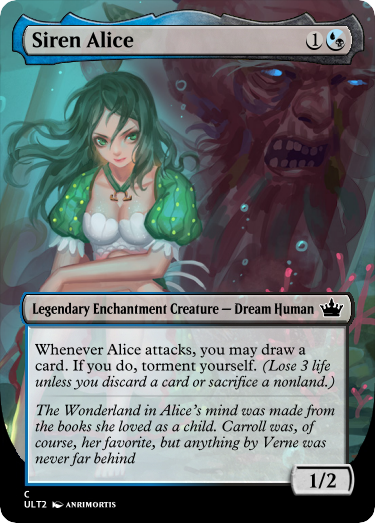 Siren Alice 1
Legendary Enchantment Creature — Dream Human
Whenever Alice attacks, you may draw a
card. If you do, torment yourself. (Lose 3 life
unless you discard a card or sacrifice a nonland.)
The Wonderland in Alice's mind was made from
the books she loved as a child. Carroll was, of
course, her favorite, but anything by Verne was
never far behind
1/2
C
ULT2 ANRIMORTIS